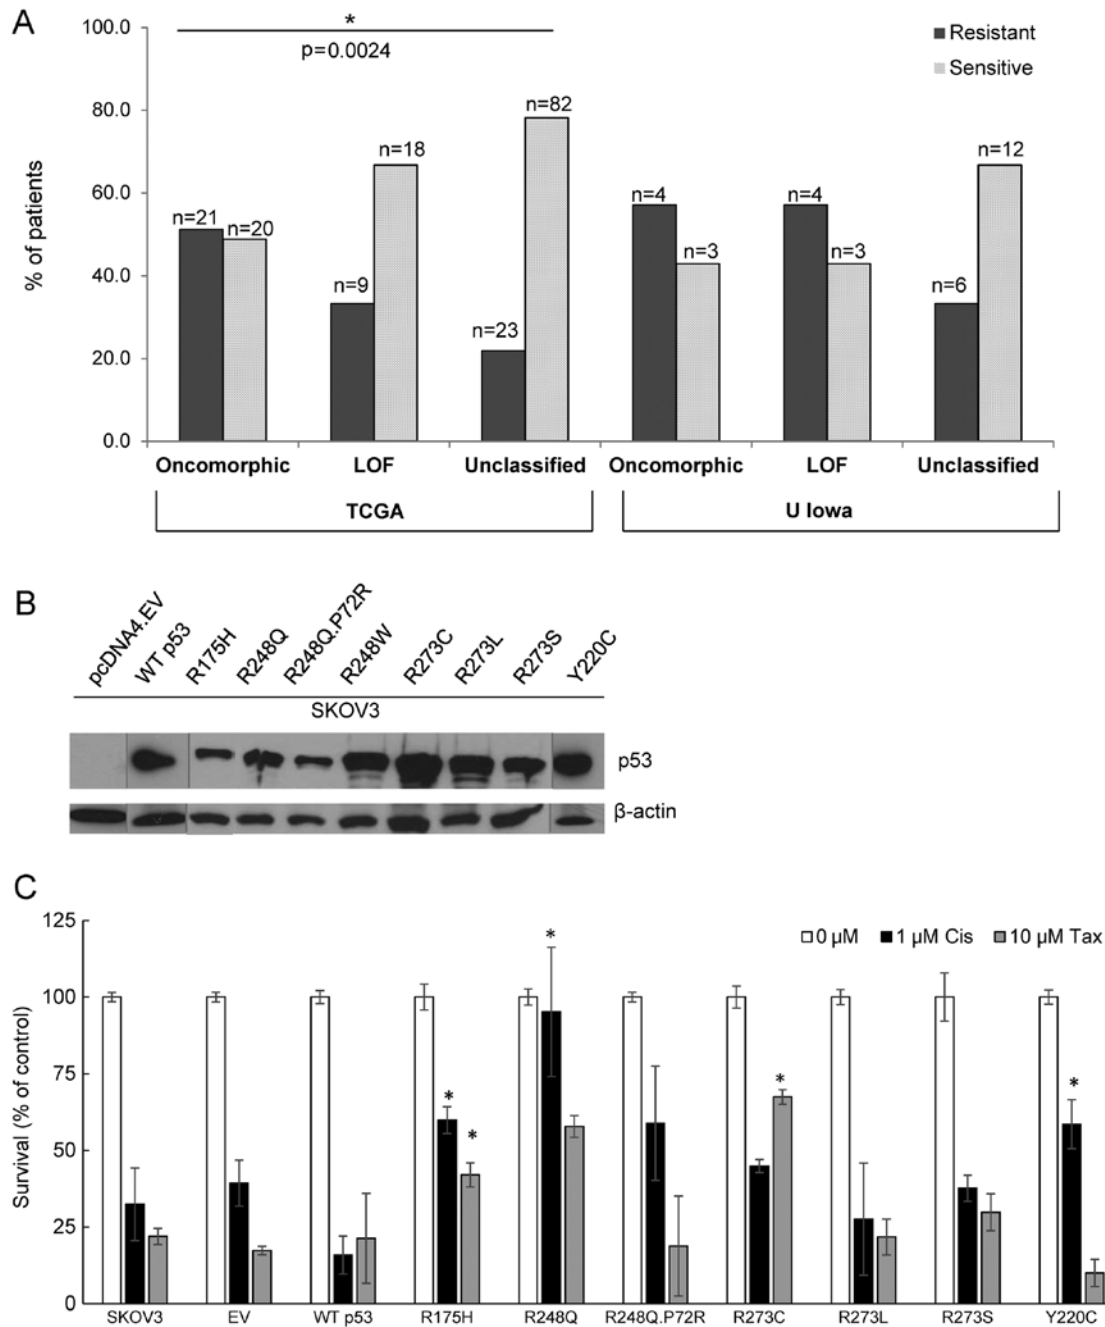 A
100.0
80.0
60.0
40.0
20.0
0.0
% of patients
*
p=0.0024
Resistant
Sensitive
n=21
n=20
n=9
n=18
n=23
n=82
n=4
n=3
n=4
n=3
n=6
n=12
Oncomorphic LOF Unclassified Oncomorphic LOF Unclassified
TCGA U Iowa
B
pcDNA4.EV
WT p53
R175H
R248Q
R248Q.P72R
R248W
R273C
R273L
R273S
Y220C
SKOV3
p53
β-actin
C
125
100
75
50
25
0
Survival (% of control)
0 µM 1 µM Cis 10 µM Tax
*
*
*
*
*
SKOV3 EV WT p53 R175H R248Q R248Q.P72R R273C R273L R273S Y220C